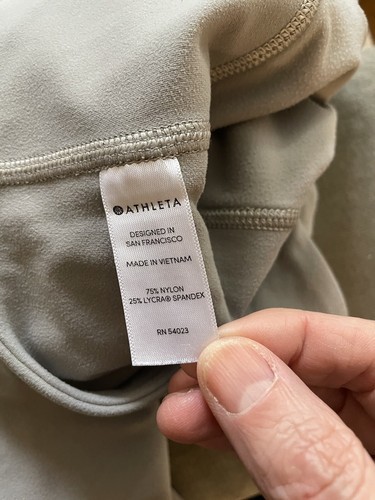 ATHLETA
DESIGNED IN
SAN FRANCISCO
MADE IN VIETNAM
75% NYLON
25% LYCRA® SPANDEX
RN 54023